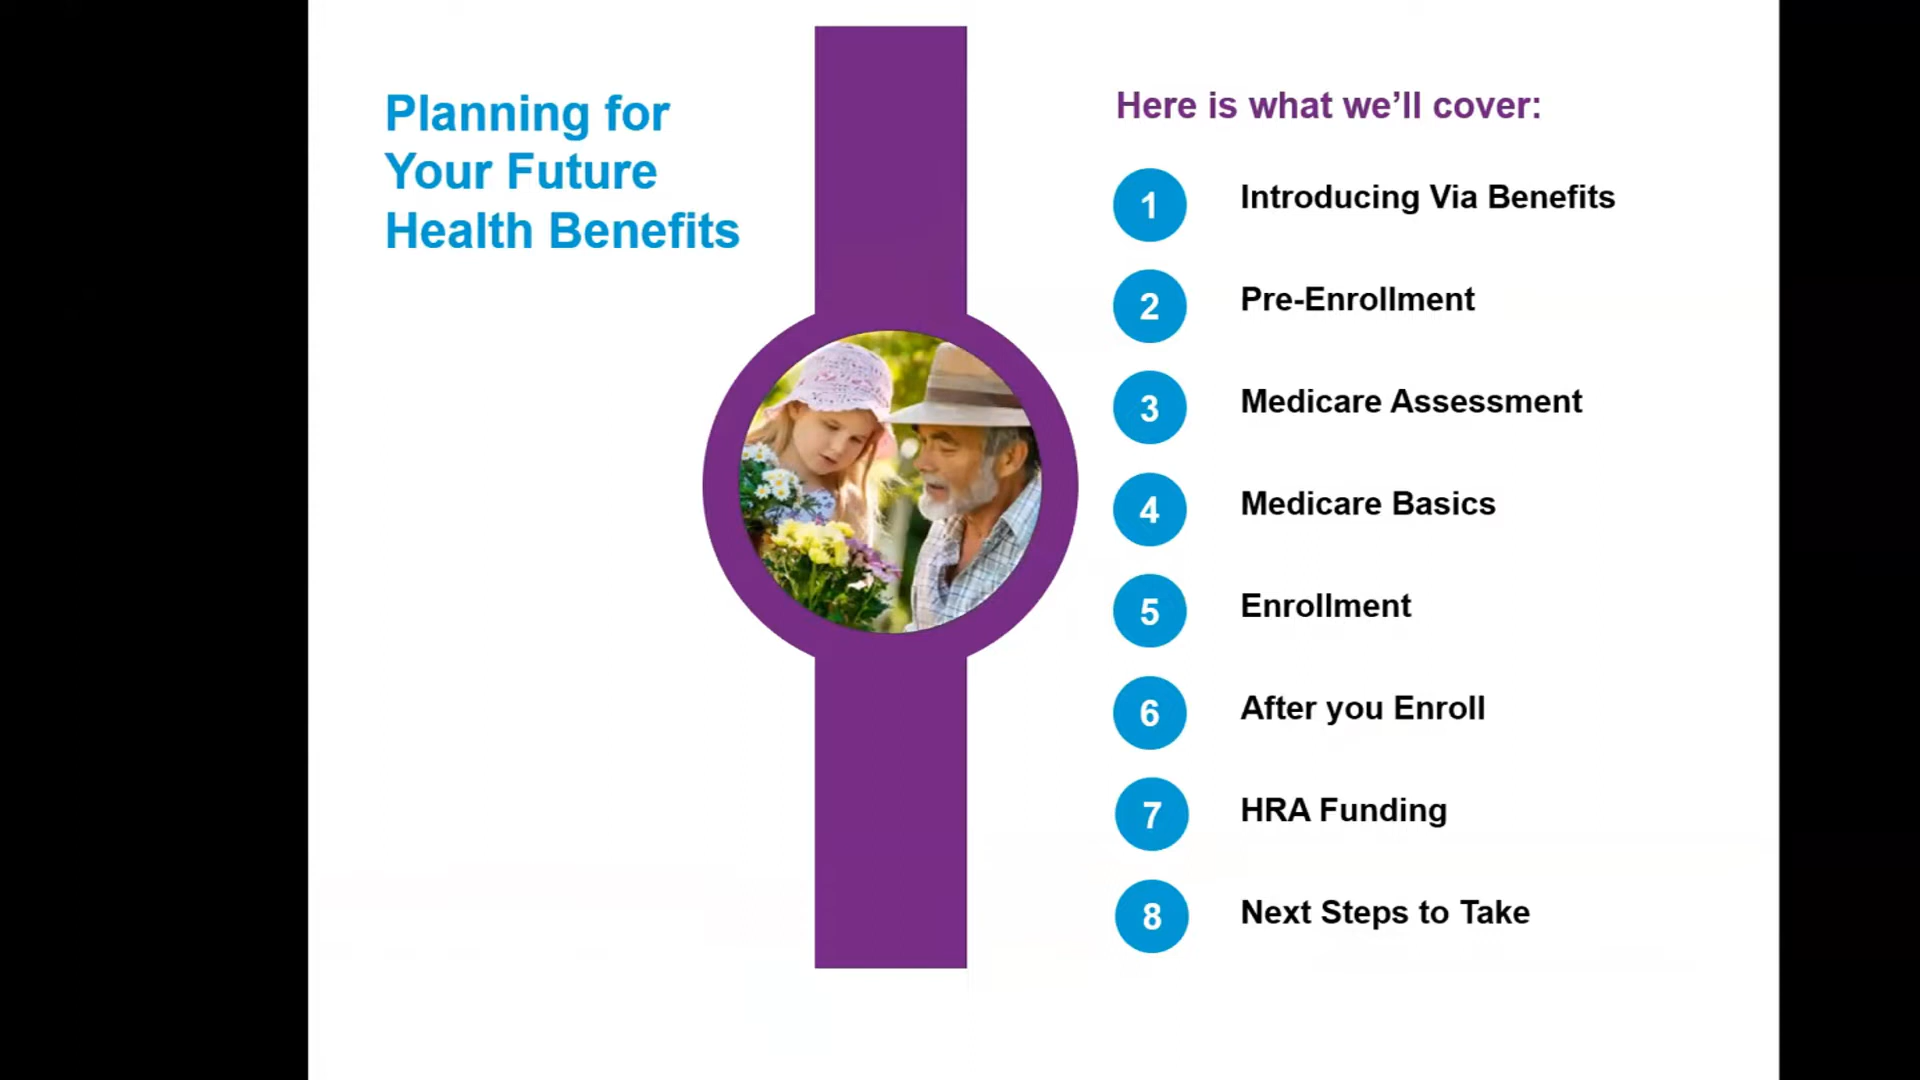 Planning for
Your Future
Health Benefits
Here is what we’ll cover:
1 Introducing Via Benefits
2 Pre-Enrollment
3 Medicare Assessment
4 Medicare Basics
5 Enrollment
6 After you Enroll
7 HRA Funding
8 Next Steps to Take